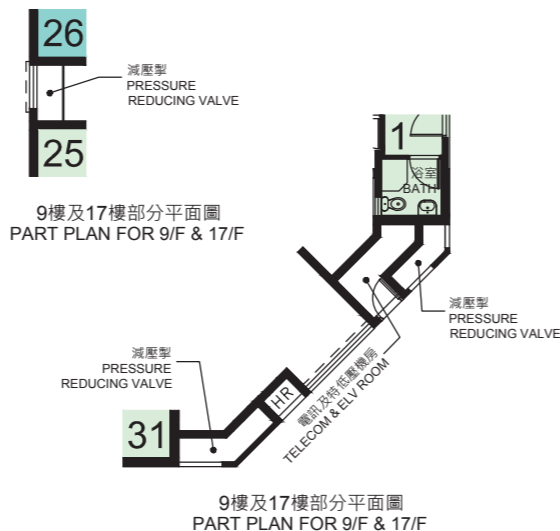 26
減壓掣
PRESSURE
REDUCING VALVE
25
9樓及17樓部分平面圖
PART PLAN FOR 9/F & 17/F
1
浴室
BATH
減壓掣
PRESSURE
REDUCING VALVE
電訊及特低壓機房
TELECOM & ELV ROOM
減壓掣
PRESSURE
REDUCING VALVE
HR
31
9樓及17樓部分平面圖
PART PLAN FOR 9/F & 17/F